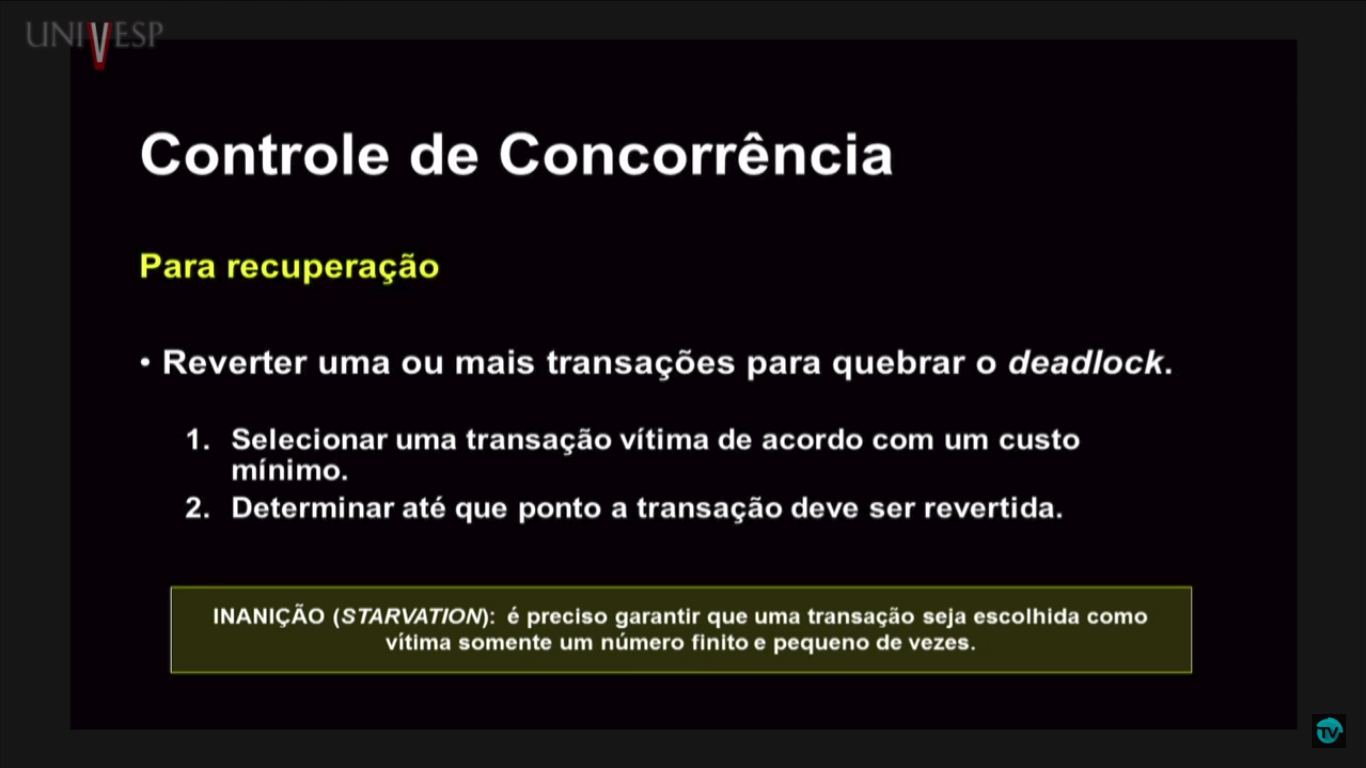 UNIVESP
Controle de Concorrência
Para recuperação
• Reverter uma ou mais transações para quebrar o deadlock.
1. Selecionar uma transação vítima de acordo com um custo
mínimo.
2. Determinar até que ponto a transação deve ser revertida.
INANIÇÃO (STARVATION): é preciso garantir que uma transação seja escolhida como
vítima somente um número finito e pequeno de vezes.
TV